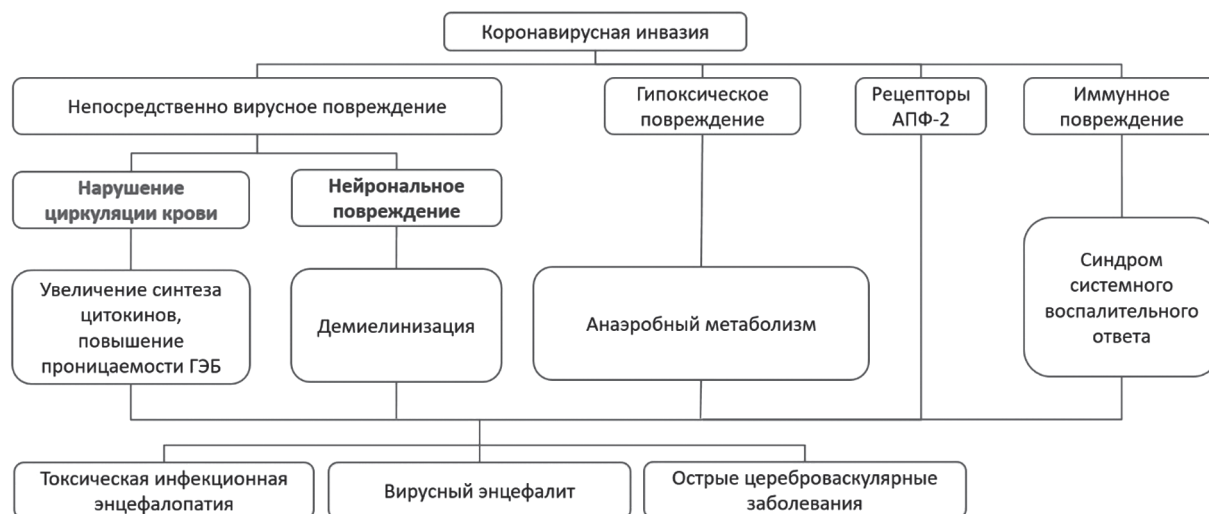 Коронавирусная инвазия
Непосредственно вирусное повреждение
Гипоксическое
повреждение
Рецепторы
АПФ-2
Иммунное
повреждение
Нарушение
циркуляции крови
Нейрональное
повреждение
Увеличение синтеза
цитокинов,
повышение
проницаемости ГЭБ
Демиелинизация
Анаэробный метаболизм
Синдром
системного
воспалительного
ответа
Токсическая инфекционная
энцефалопатия
Вирусный энцефалит
Острые цереброваскулярные
заболевания